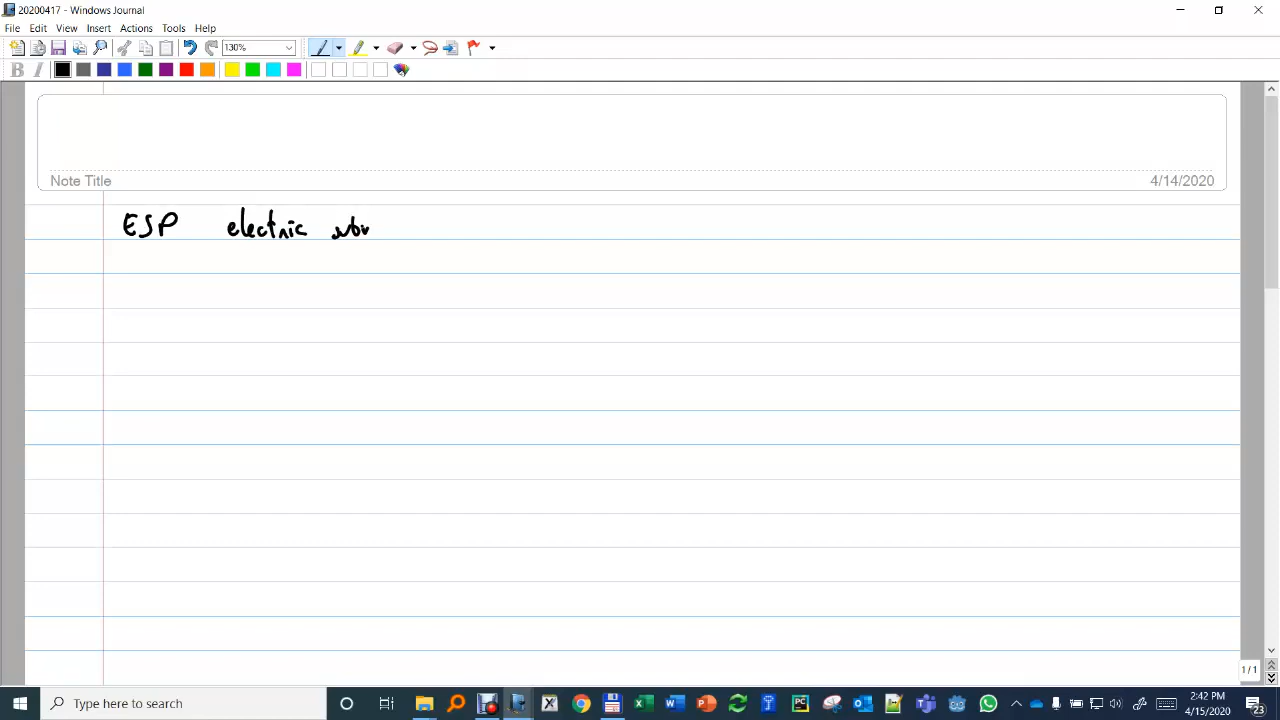 20200417 - Windows Journal
File Edit View Insert Actions Tools Help
130%
B I
Note Title
4/14/2020
ESP electric
1 / 1
Type here to search
2:42 PM
4/15/2020
23